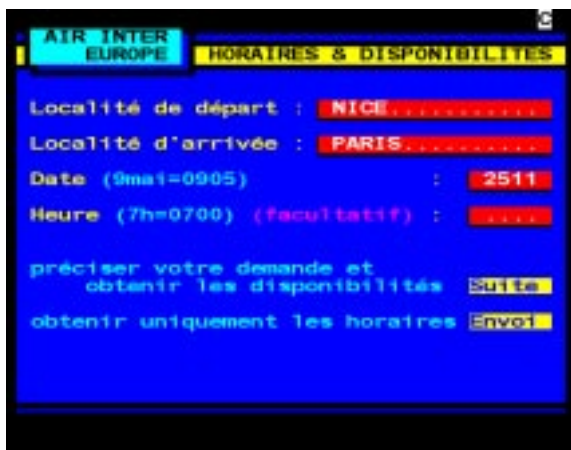 C
AIR INTER
EUROPE
HORAIRES & DISPONIBILITES
Localité de départ : NICE............
Localité d'arrivée : PARIS...........
Date (9mai=0905) : 2511
Heure (7h=0700) (facultatif) : ....
préciser votre demande et
obtenir les disponibilités Suite
obtenir uniquement les horaires Envoi